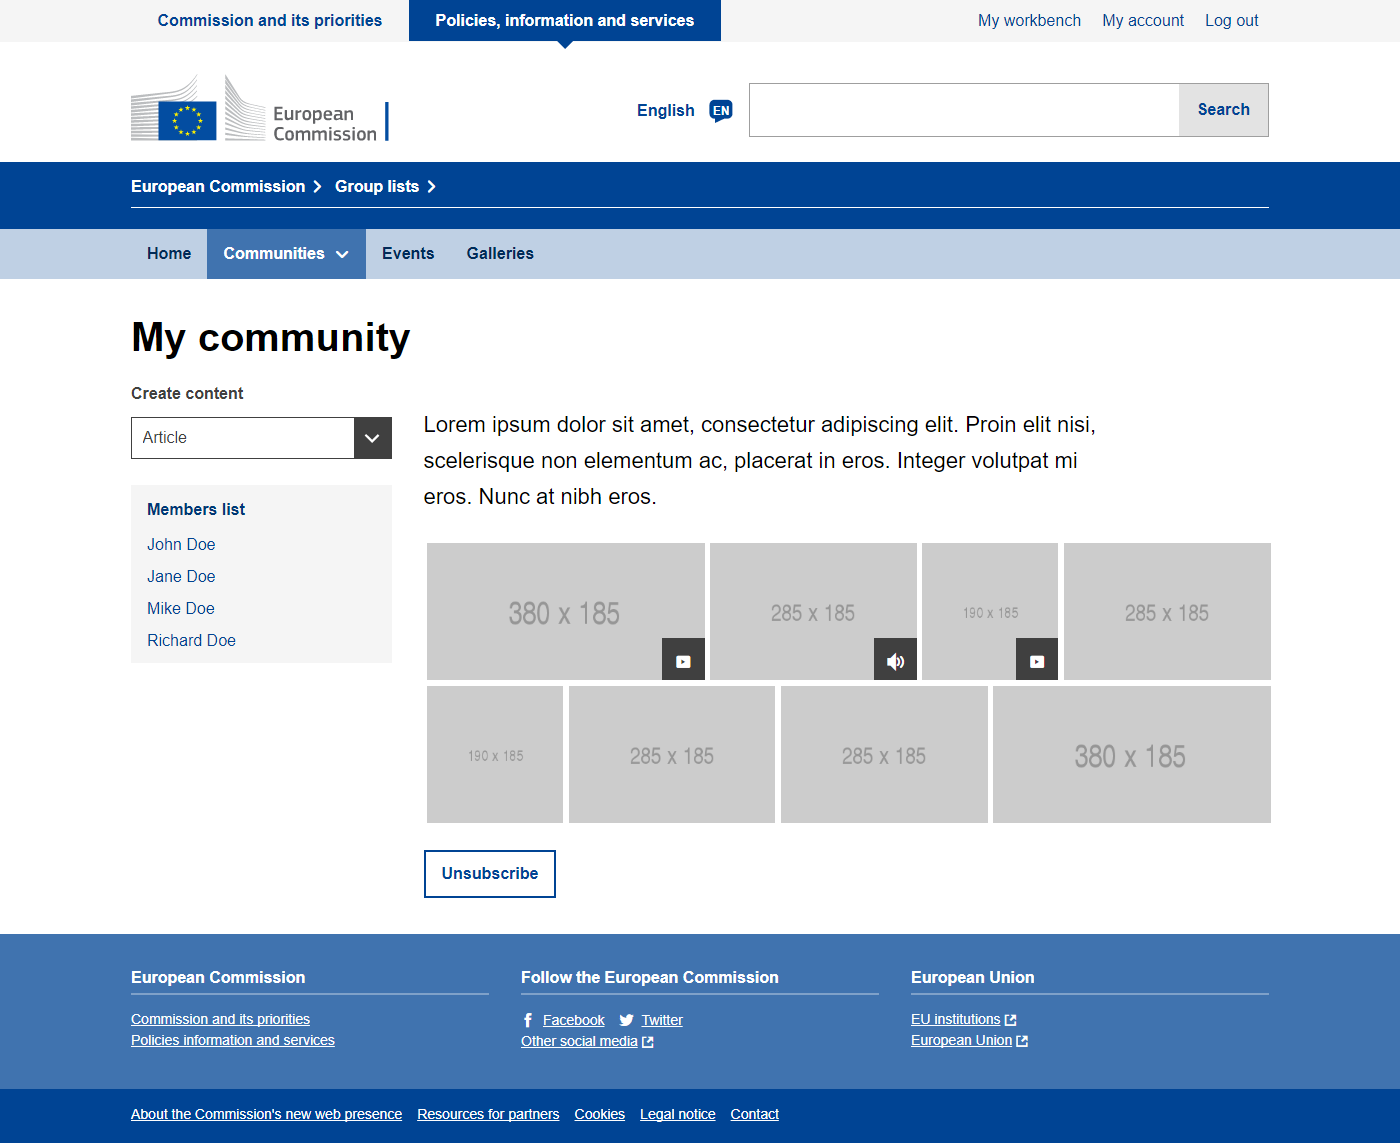 Commission and its priorities
Policies, information and services
My workbench
My account
Log out
European
Commission
English
EN
Search
European Commission
Group lists
Home
Communities
Events
Galleries
My community
Create content
Article
Members list
John Doe
Jane Doe
Mike Doe
Richard Doe
Lorem ipsum dolor sit amet, consectetur adipiscing elit. Proin elit nisi,
scelerisque non elementum ac, placerat in eros. Integer volutpat mi
eros. Nunc at nibh eros.
380 x 185
285 x 185
190 x 185
285 x 185
190 x 185
285 x 185
285 x 185
380 x 185
Unsubscribe
European Commission
Commission and its priorities
Policies information and services
Follow the European Commission
Facebook
Twitter
Other social media
European Union
EU institutions
European Union
About the Commission's new web presence
Resources for partners
Cookies
Legal notice
Contact